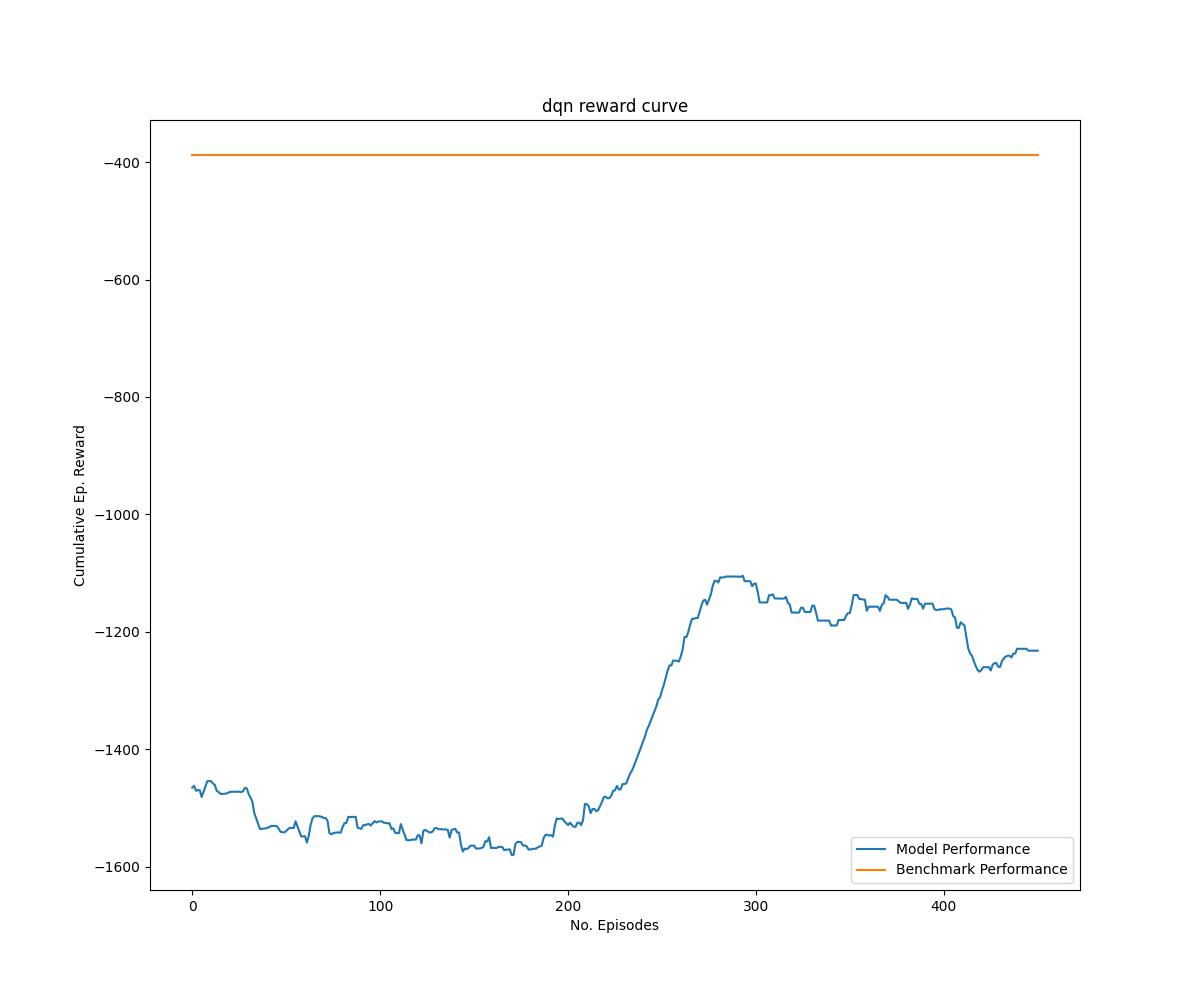 dqn reward curve
−400
−600
−800
−1000
−1200
−1400
−1600
Cumulative Ep. Reward
0 100 200 300 400
No. Episodes
Model Performance
Benchmark Performance